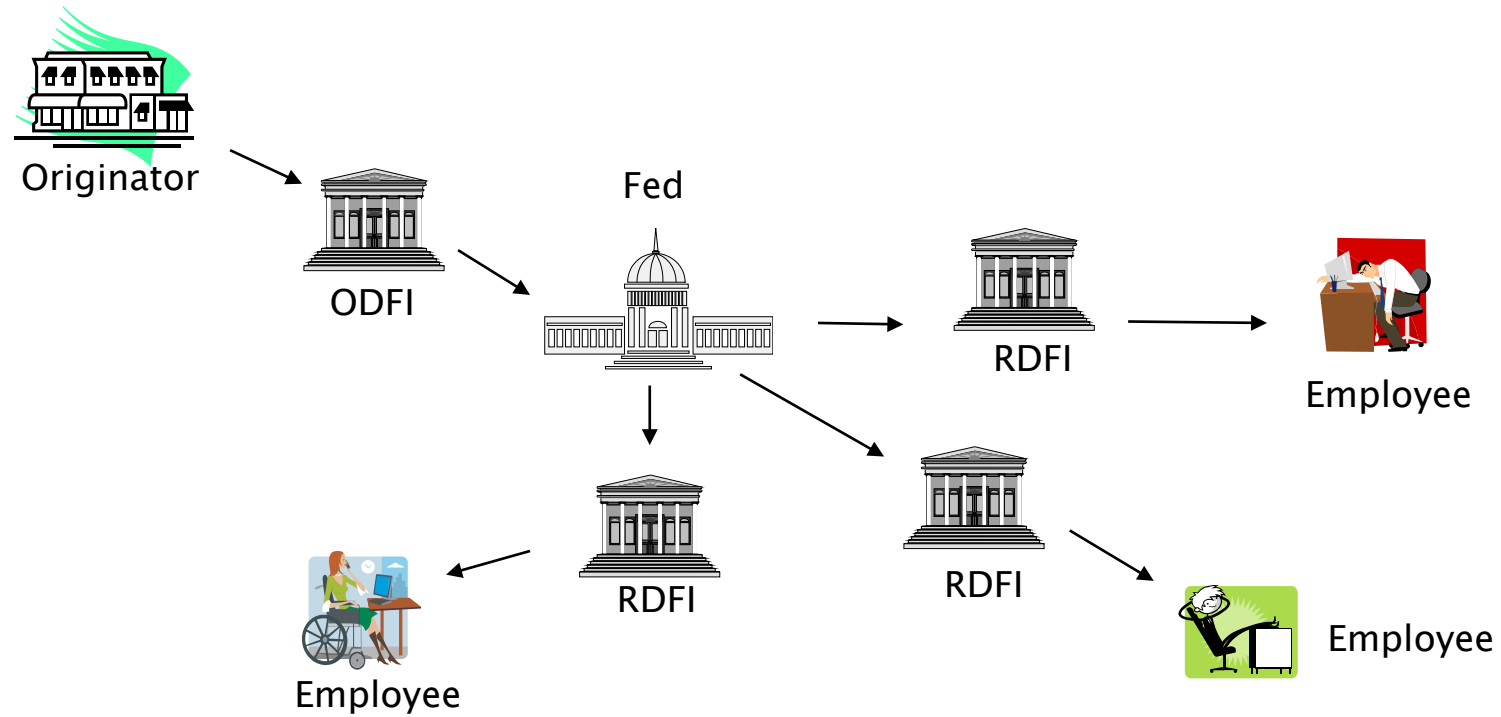 Originator
Fed
ODFI
RDFI
Employee
RDFI
RDFI
Employee
Employee